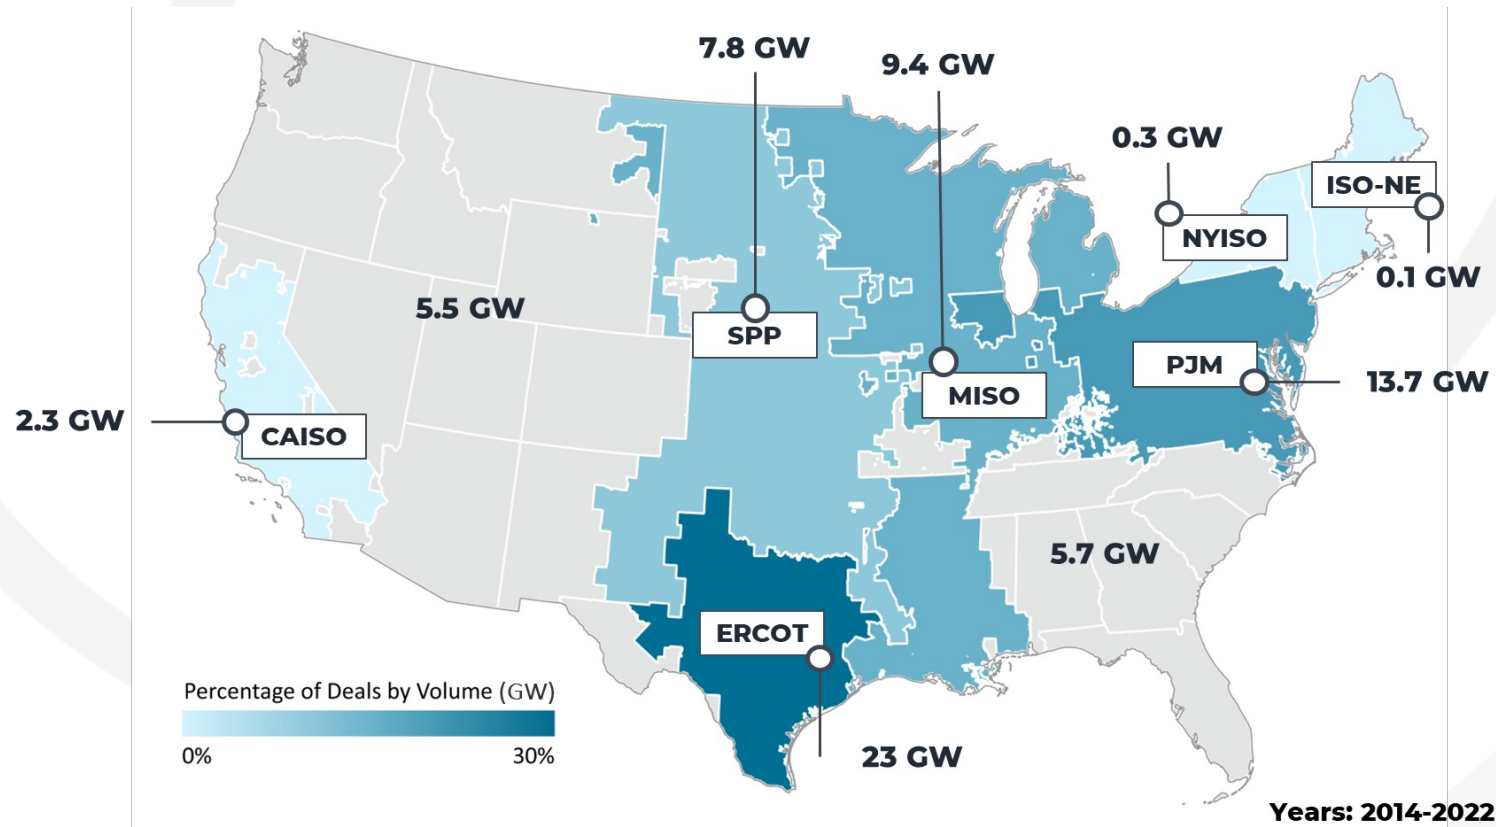 7.8 GW
9.4 GW
0.3 GW
ISO-NE
NYISO
0.1 GW
5.5 GW
SPP
PJM
13.7 GW
MISO
2.3 GW
CAISO
5.7 GW
ERCOT
Percentage of Deals by Volume (GW)
0% 30%
23 GW
Years: 2014-2022